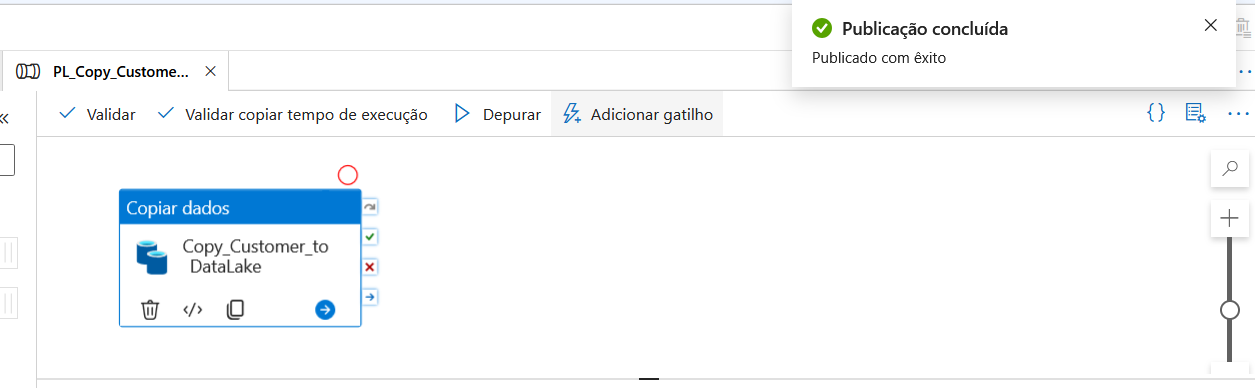 Publicação concluída
Publicado com êxito
PL_Copy_Custome...
Validar
Validar copiar tempo de execução
Depurar
Adicionar gatilho
Copiar dados
Copy_Customer_to
DataLake